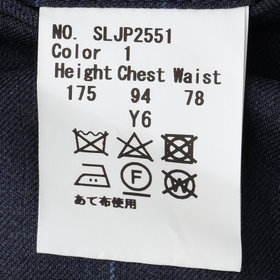 NO. SLJP2551
Color 1
Height Chest Waist
175 94 78
Y6
F W
あて布使用